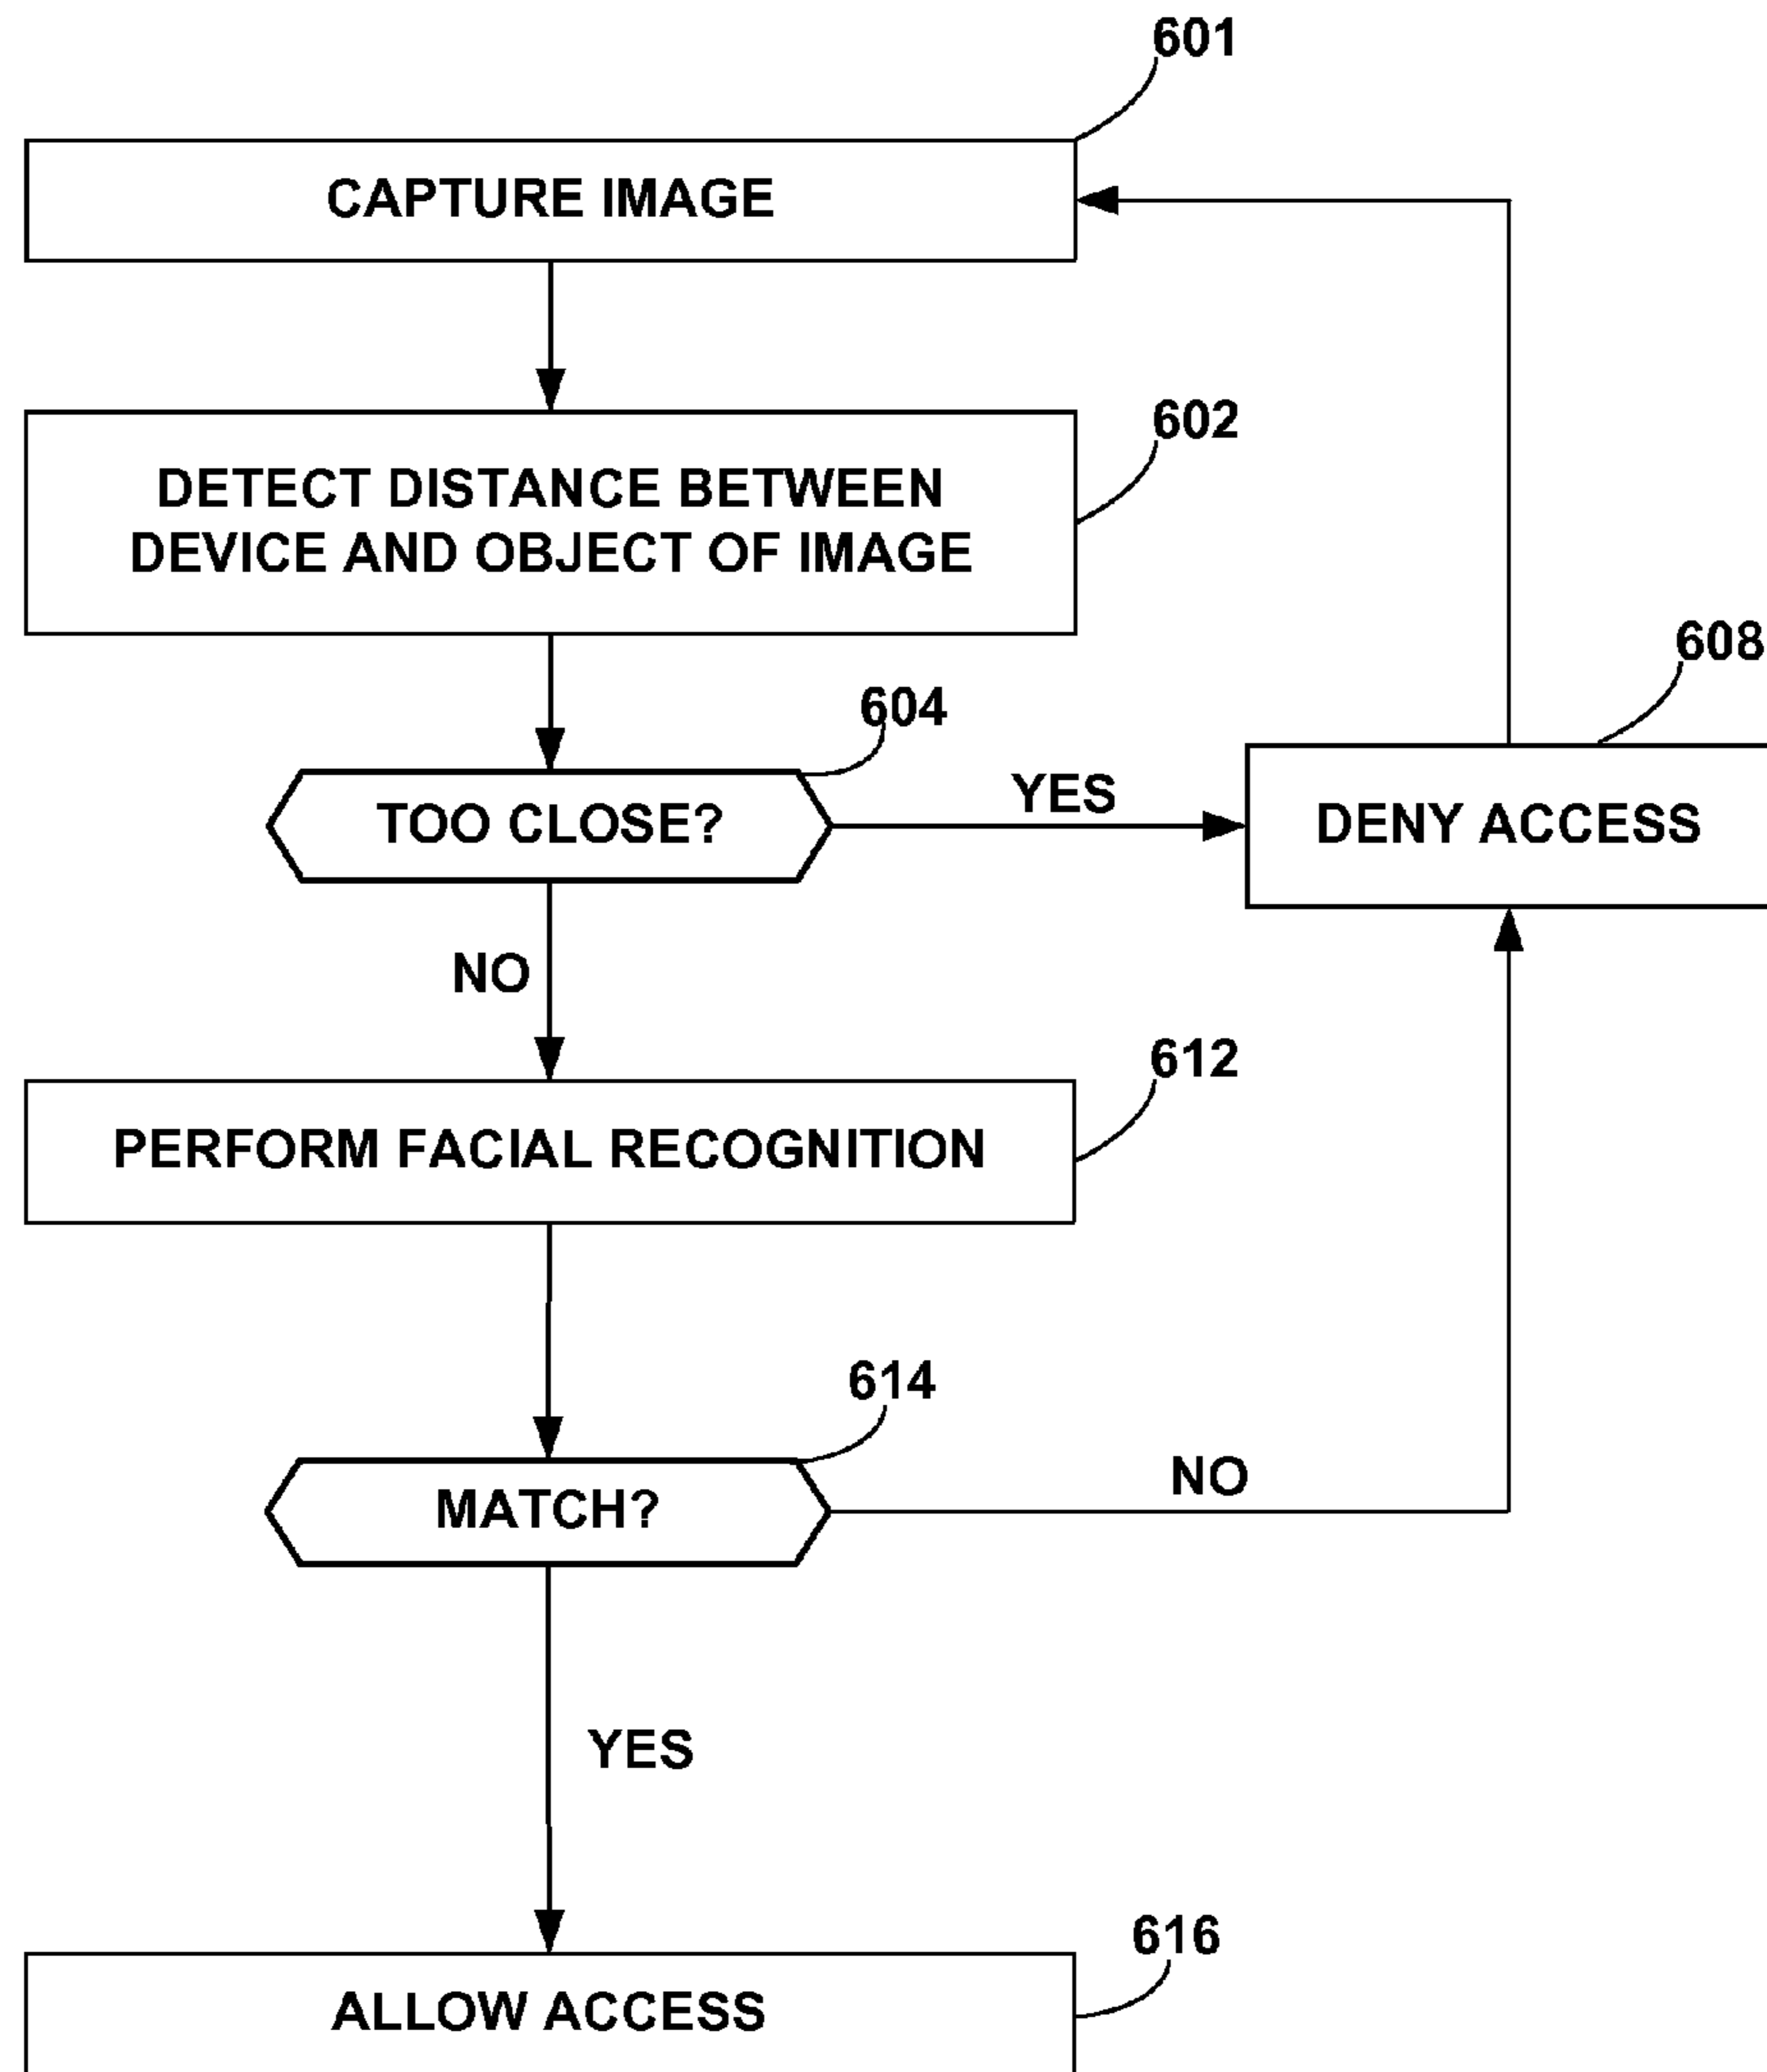 601
CAPTURE IMAGE
602
DETECT DISTANCE BETWEEN
DEVICE AND OBJECT OF IMAGE
608
604
TOO CLOSE?
YES
DENY ACCESS
NO
612
PERFORM FACIAL RECOGNITION
614
MATCH?
NO
YES
616
ALLOW ACCESS